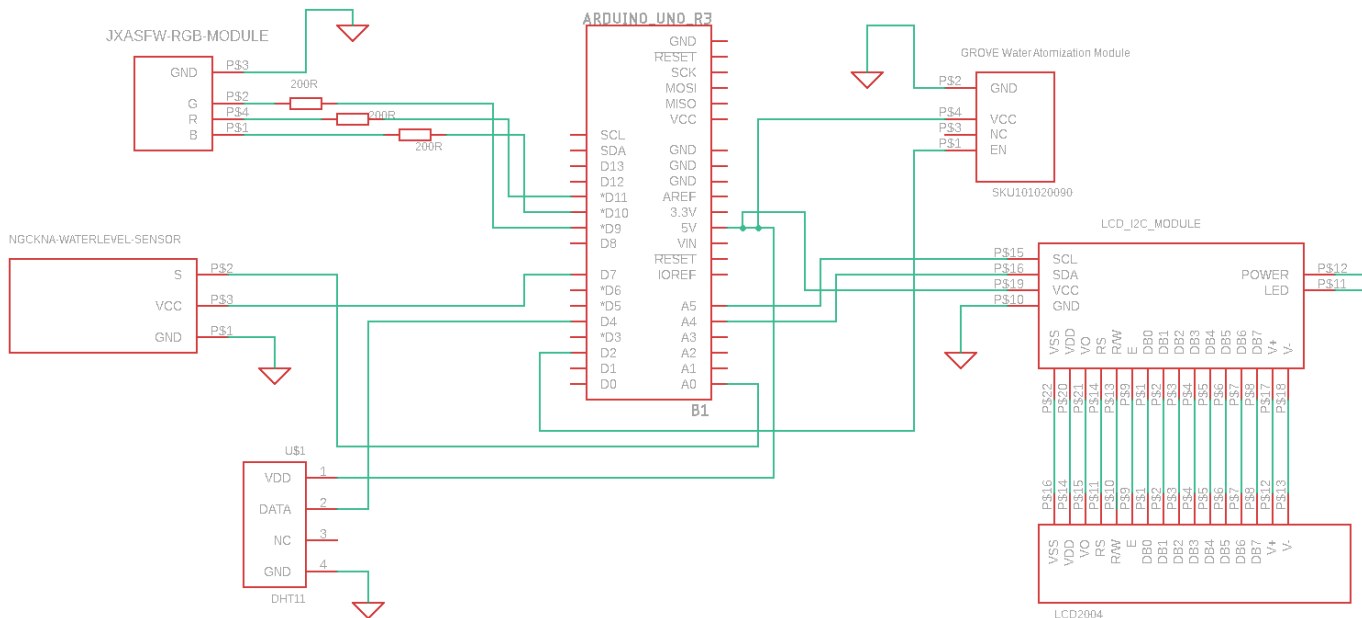 ARDUINO_UNO_R3
JXASFW-RGB-MODULE
GND P$3
G P$2
R P$4
B P$1
200R
200R
200R
NGCKNA-WATERLEVEL-SENSOR
S P$2
VCC P$3
GND P$1
U$1
VDD 1
DATA 2
NC 3
GND 4
DHT11
SCL
SDA
D13
D12
*D11
*D10
*D9
D8
D7
*D6
*D5
D4
*D3
D2
D1
D0
GND
RESET
SCK
MOSI
MISO
VCC
GND
GND
GND
AREF
3.3V
5V
VIN
RESET
IOREF
A5
A4
A3
A2
A1
A0
B1
GROVE Water Atomization Module
P$2 GND
P$4 VCC
P$3 NC
P$1 EN
SKU101020090
LCD_I2C_MODULE
P$15 SCL
P$16 SDA
P$19 VCC
P$10 GND
POWER P$12
LED P$11
VSS VDD VO RS R/W E DB0 DB1 DB2 DB3 DB4 DB5 DB6 DB7 V+ V-
P$22 P$20 P$21 P$14 P$13 P$9 P$1 P$2 P$3 P$4 P$5 P$6 P$7 P$8 P$17 P$18
P$16 P$14 P$15 P$11 P$10 P$9 P$1 P$2 P$3 P$4 P$5 P$6 P$7 P$8 P$12 P$13
VSS VDD VO RS R/W E DB0 DB1 DB2 DB3 DB4 DB5 DB6 DB7 V+ V-
LCD2004